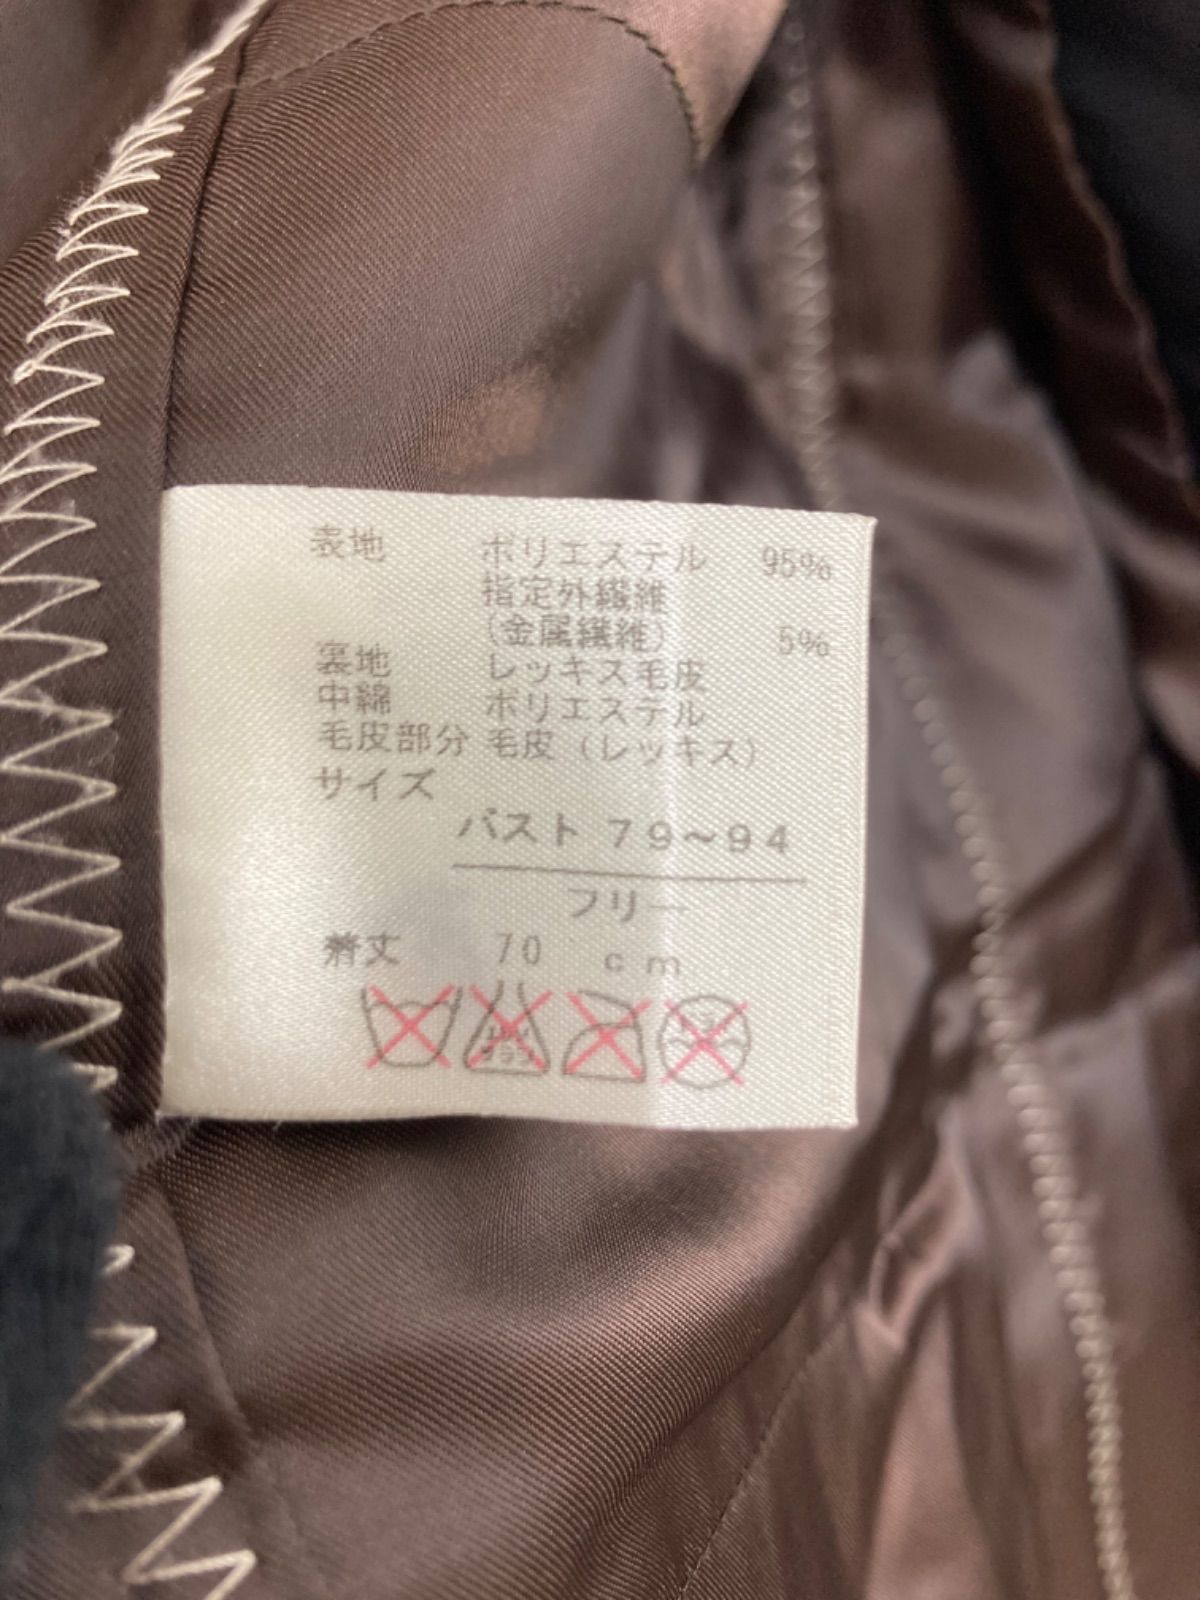 表地 ポリエステル 95%
指定外繊維
(金属繊維) 5%
裏地 レッキス毛皮
中綿 ポリエステル
毛皮部分 毛皮(レッキス)
サイズ
バスト 79〜94
フリー
着丈 70 cm